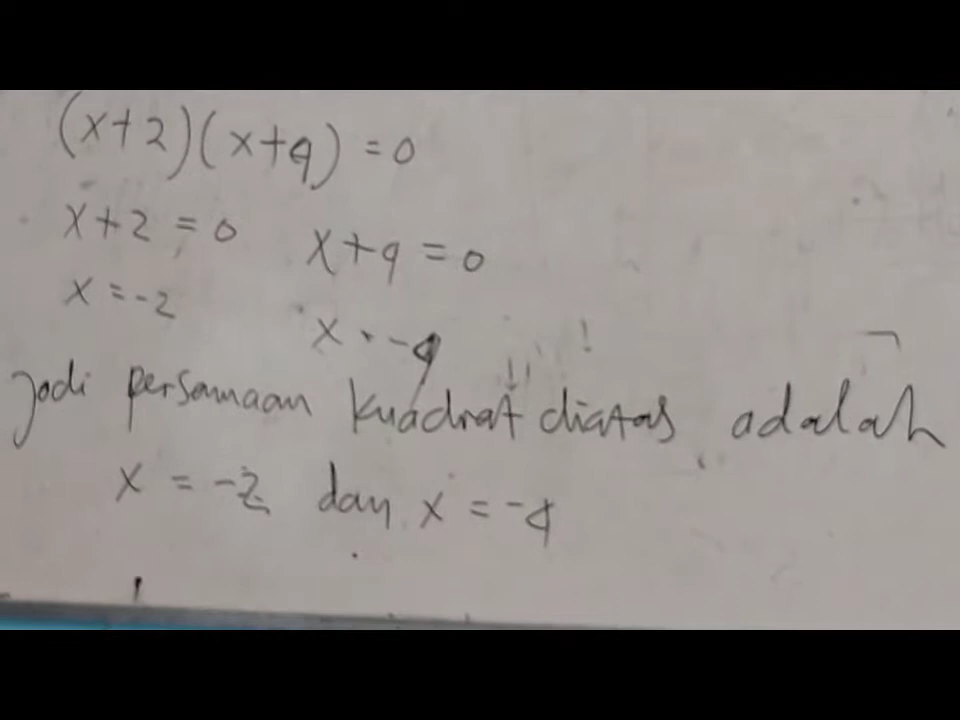 (x+2)(x+4) = 0
x+2 = 0 x+4 = 0
x = -2 x = -4
Jadi persamaan kuadrat diatas adalah
x = -2 dan x = -4